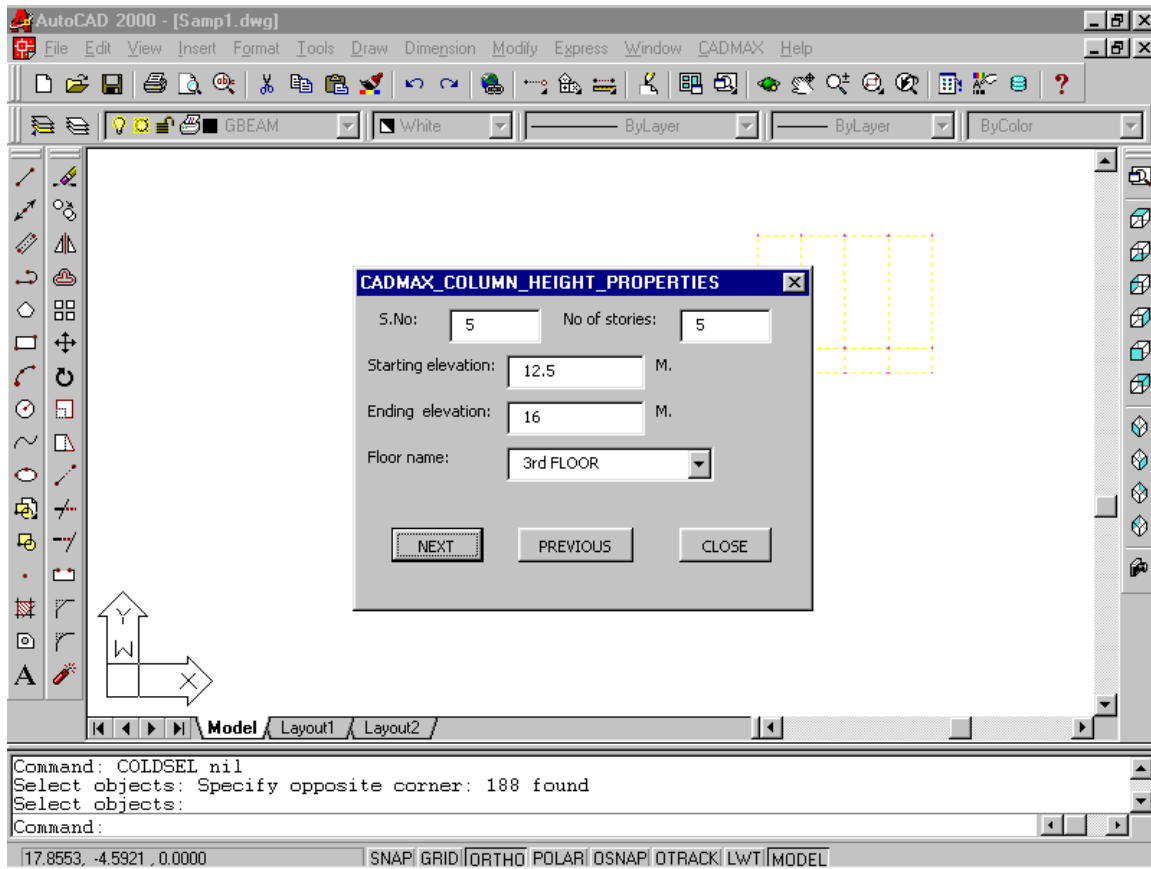 AutoCAD 2000 - [Samp1.dwg]
File Edit View Insert Format Tools Draw Dimension Modify Express Window CADMAX Help
GBEAM White ByLayer ByLayer ByColor
CADMAX_COLUMN_HEIGHT_PROPERTIES
S.No: 5 No of stories: 5
Starting elevation: 12.5 M.
Ending elevation: 16 M.
Floor name: 3rd FLOOR
NEXT PREVIOUS CLOSE
Y
W
X
A
Model Layout1 Layout2
Command: COLDSEL nil
Select objects: Specify opposite corner: 188 found
Select objects:
Command:
17.8553, -4.5921 , 0.0000 SNAP GRID ORTHO POLAR OSNAP OTRACK LWT MODEL